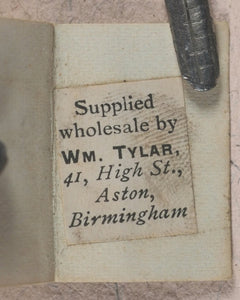 Supplied
wholesale by
WM. TYLAR,
41, High St.,
Aston,
Birmingham